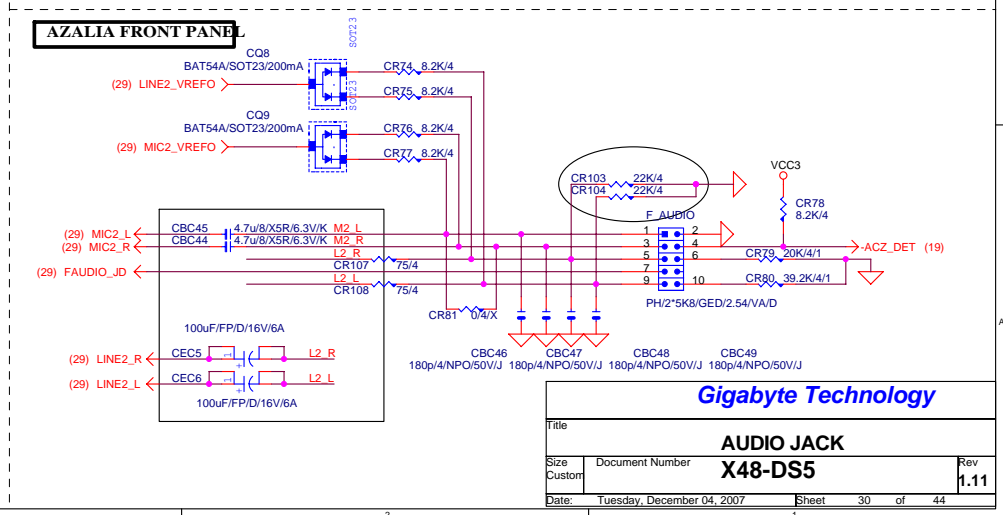 AZALIA FRONT PANEL
SOT23
CQ8
BAT54A/SOT23/200mA
(29) LINE2_VREFO
CR74 8.2K/4
SOT23
CR75 8.2K/4
CQ9
BAT54A/SOT23/200mA
(29) MIC2_VREFO
CR76 8.2K/4
CR77 8.2K/4
CR103 22K/4
CR104 22K/4
VCC3
CR78
8.2K/4
F_AUDIO
(29) MIC2_L
CBC45 4.7u/8/X5R/6.3V/K M2_L
(29) MIC2_R
CBC44 4.7u/8/X5R/6.3V/K M2_R
1 2
3 4
5 6
7
9 10
-ACZ_DET (19)
L2_R
CR107 75/4
CR79 20K/4/1
(29) FAUDIO_JD
L2_L
CR108 75/4
CR80 39.2K/4/1
PH/2*5K8/GED/2.54/VA/D
CR81 0/4/X
100uF/FP/D/16V/6A
(29) LINE2_R
CEC5
1
+
L2_R
(29) LINE2_L
CEC6
1
+
L2_L
100uF/FP/D/16V/6A
CBC46 CBC47 CBC48 CBC49
180p/4/NPO/50V/J 180p/4/NPO/50V/J 180p/4/NPO/50V/J 180p/4/NPO/50V/J
A
Gigabyte Technology
Title
AUDIO JACK
Size
Custom
Document Number
X48-DS5
Rev
1.11
Date: Tuesday, December 04, 2007 Sheet 30 of 44
2 1